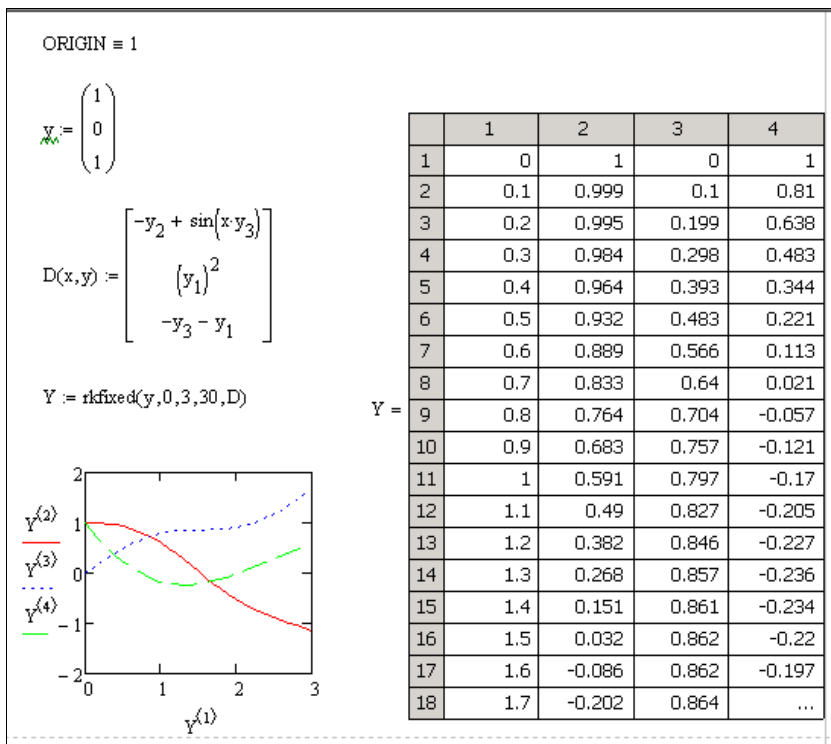 ORIGIN ≡ 1
y := (1 0 1)
D(x,y) := [-y₂ + sin(x·y₃)
(y₁)²
-y₃ - y₁]
Y := rkfixed(y,0,3,30,D)
Y =
1 2 3 4
1 0 1 0 1
2 0.1 0.999 0.1 0.81
3 0.2 0.995 0.199 0.638
4 0.3 0.984 0.298 0.483
5 0.4 0.964 0.393 0.344
6 0.5 0.932 0.483 0.221
7 0.6 0.889 0.566 0.113
8 0.7 0.833 0.64 0.021
9 0.8 0.764 0.704 -0.057
10 0.9 0.683 0.757 -0.121
11 1 0.591 0.797 -0.17
12 1.1 0.49 0.827 -0.205
13 1.2 0.382 0.846 -0.227
14 1.3 0.268 0.857 -0.236
15 1.4 0.151 0.861 -0.234
16 1.5 0.032 0.862 -0.22
17 1.6 -0.086 0.862 -0.197
18 1.7 -0.202 0.864 ...
Y⟨2⟩
Y⟨3⟩
Y⟨4⟩
2
1
0
-1
-2
0 1 2 3
Y⟨1⟩